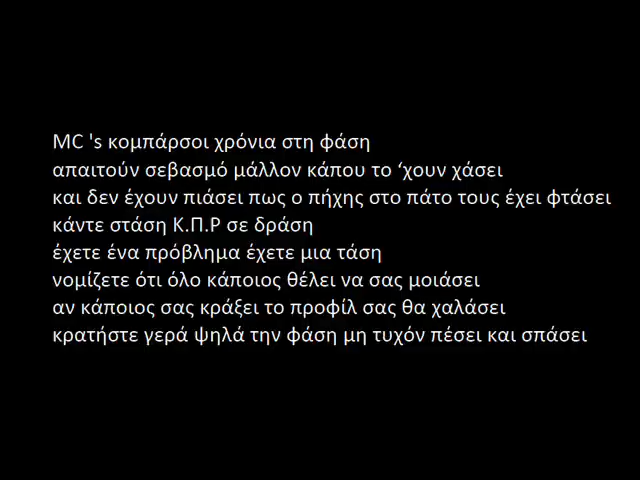 MC 's κομπάρσοι χρόνια στη φάση
απαιτούν σεβασμό μάλλον κάπου το ‘χουν χάσει
και δεν έχουν πιάσει πως ο πήχης στο πάτο τους έχει φτάσει
κάντε στάση Κ.Π.Ρ σε δράση
έχετε ένα πρόβλημα έχετε μια τάση
νομίζετε ότι όλο κάποιος θέλει να σας μοιάσει
αν κάποιος σας κράξει το προφίλ σας θα χαλάσει
κρατήστε γερά ψηλά την φάση μη τυχόν πέσει και σπάσει